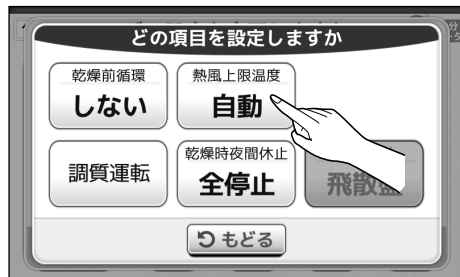 どの項目を設定しますか
乾燥前循環
しない
熱風上限温度
自動
調質運転
乾燥時夜間休止
全停止
飛散
もどる